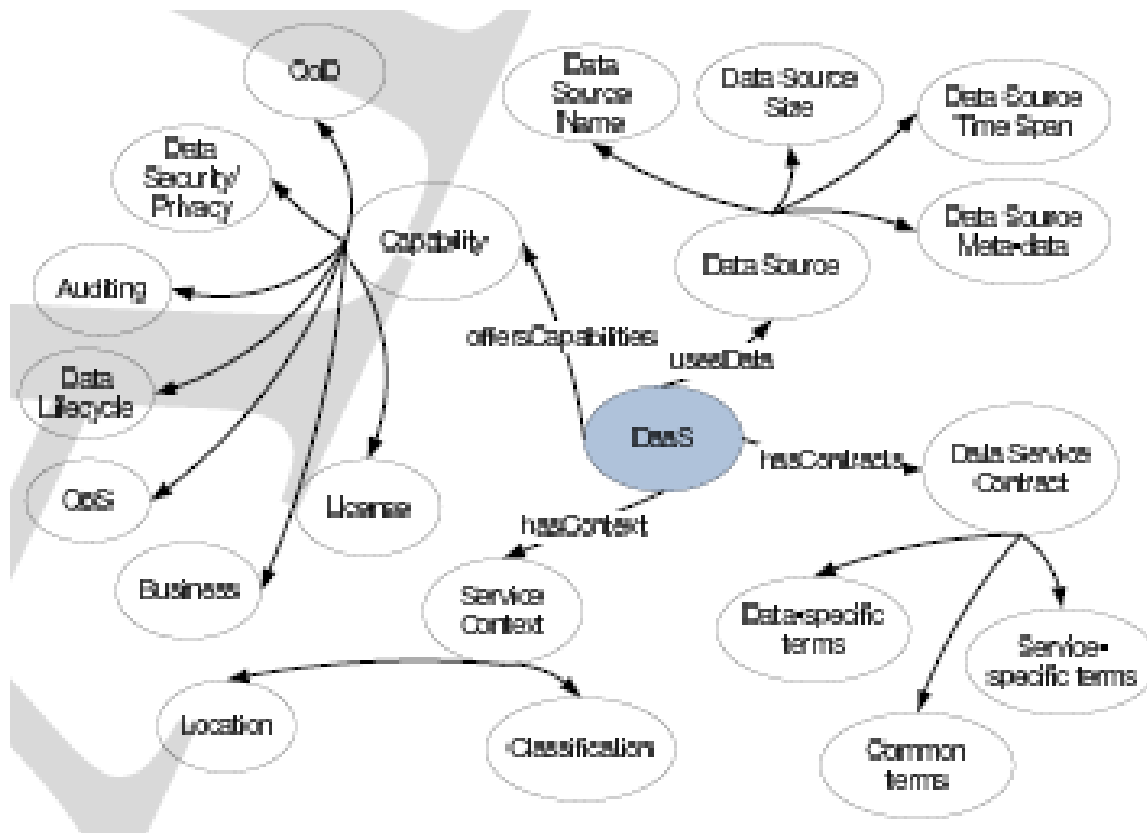 QoD
Data
Source
Name
Data Source
Size
Data Source
Time Span
Data
Security/
Privacy
Capability
Data Source
Data Source
Meta-data
Auditing
offersCapabilities
usesData
Data
Lifecycle
DaaS
hasContracts
Data Service
Contract
QoS
License
hasContext
Business
Service
Context
Data-specific
terms
Service-
specific terms
Location
Classification
Common
terms